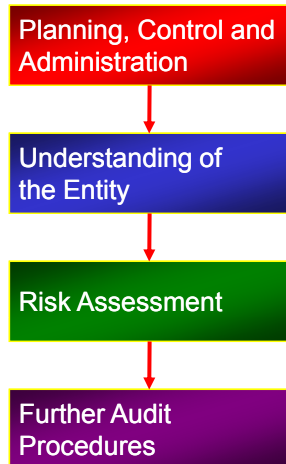 Planning, Control and
Administration
Understanding of
the Entity
Risk Assessment
Further Audit
Procedures